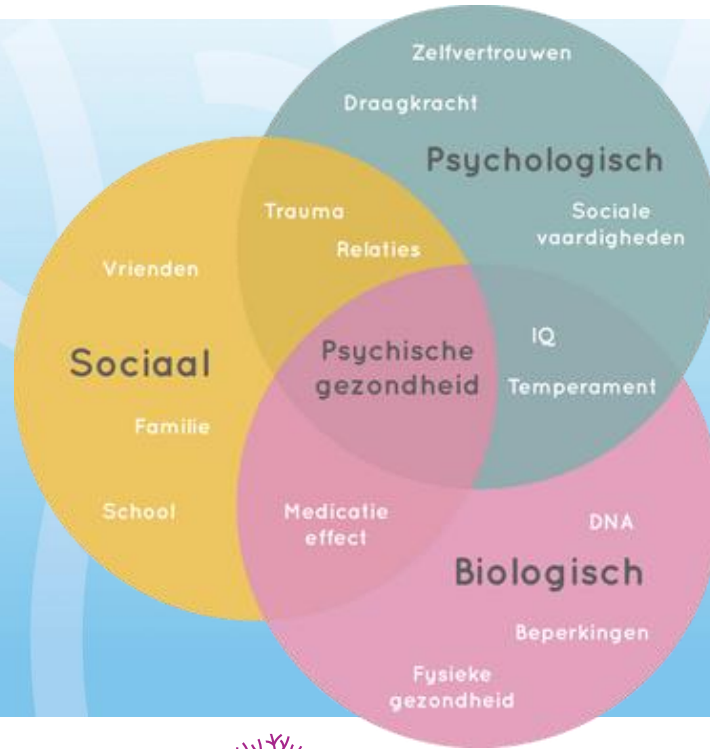 Zelfvertrouwen
Draagkracht
Psychologisch
Sociale
vaardigheden
Trauma
Relaties
Vrienden
Sociaal
Familie
School
Psychische
gezondheid
IQ
Temperament
Medicatie
effect
DNA
Biologisch
Beperkingen
Fysieke
gezondheid